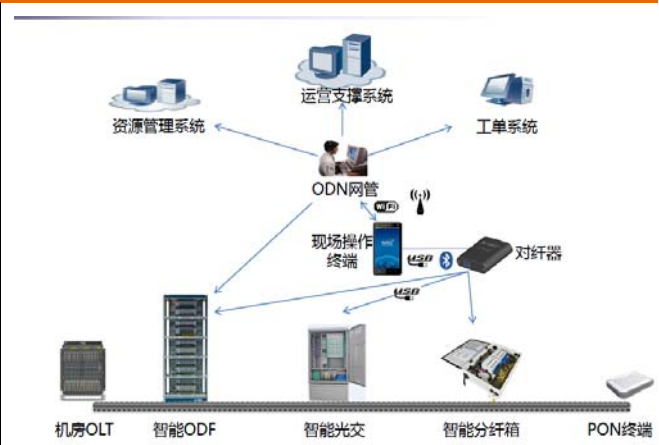 运营支撑系统
资源管理系统
工单系统
ODN网管
WiFi
现场操作
终端
USB
对纤器
USB
机房OLT
智能ODF
智能光交
智能分纤箱
PON终端